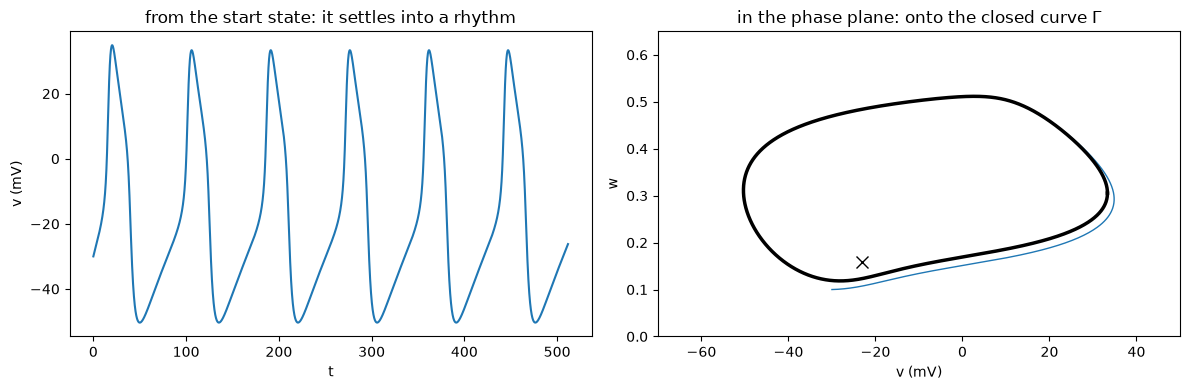 from the start state: it settles into a rhythm
v (mV)
20
0
−20
−40
0 100 200 300 400 500
t
in the phase plane: onto the closed curve Γ
w
0.6
0.5
0.4
0.3
0.2
0.1
0.0
−60 −40 −20 0 20 40
v (mV)